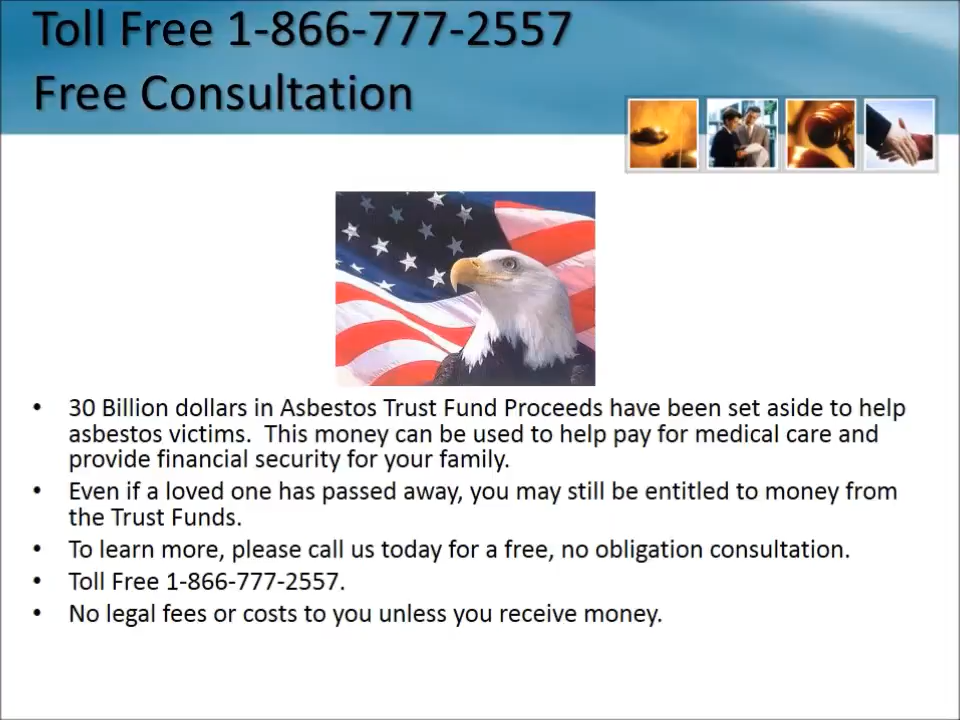 Toll Free 1-866-777-2557
Free Consultation
• 30 Billion dollars in Asbestos Trust Fund Proceeds have been set aside to help
asbestos victims.  This money can be used to help pay for medical care and
provide financial security for your family.
• Even if a loved one has passed away, you may still be entitled to money from
the Trust Funds.
• To learn more, please call us today for a free, no obligation consultation.
• Toll Free 1-866-777-2557.
• No legal fees or costs to you unless you receive money.